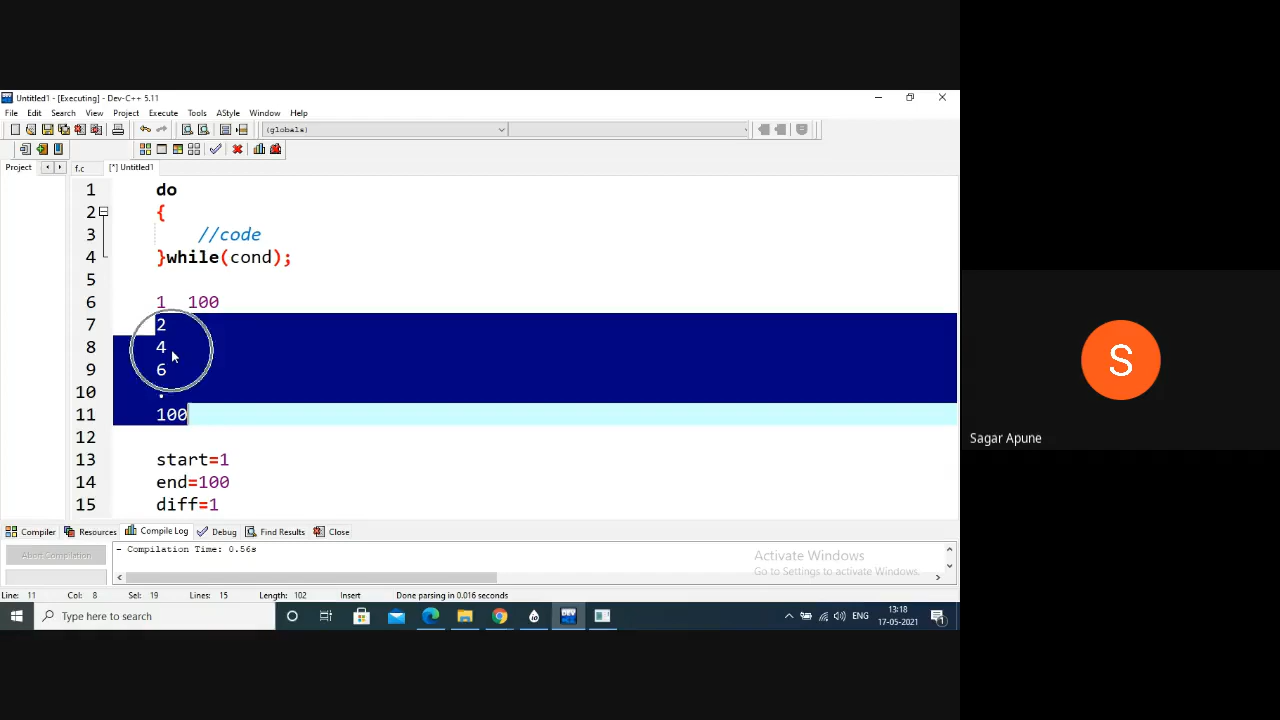 Untitled1 - [Executing] - Dev-C++ 5.11
File Edit Search View Project Execute Tools AStyle Window Help
(globals)
Project f.c [*] Untitled1
1 do
2 {
3 //code
4 }while(cond);
5
6 1 100
7 2
8 4
9 6
10 .
11 100
12
13 start=1
14 end=100
15 diff=1
Compiler Resources Compile Log Debug Find Results Close
Abort Compilation
- Compilation Time: 0.56s
Activate Windows
Go to Settings to activate Windows.
Line: 11 Col: 8 Sel: 19 Lines: 15 Length: 102 Insert Done parsing in 0.016 seconds
Type here to search
ENG
13:18
17-05-2021
1
S
Sagar Apune